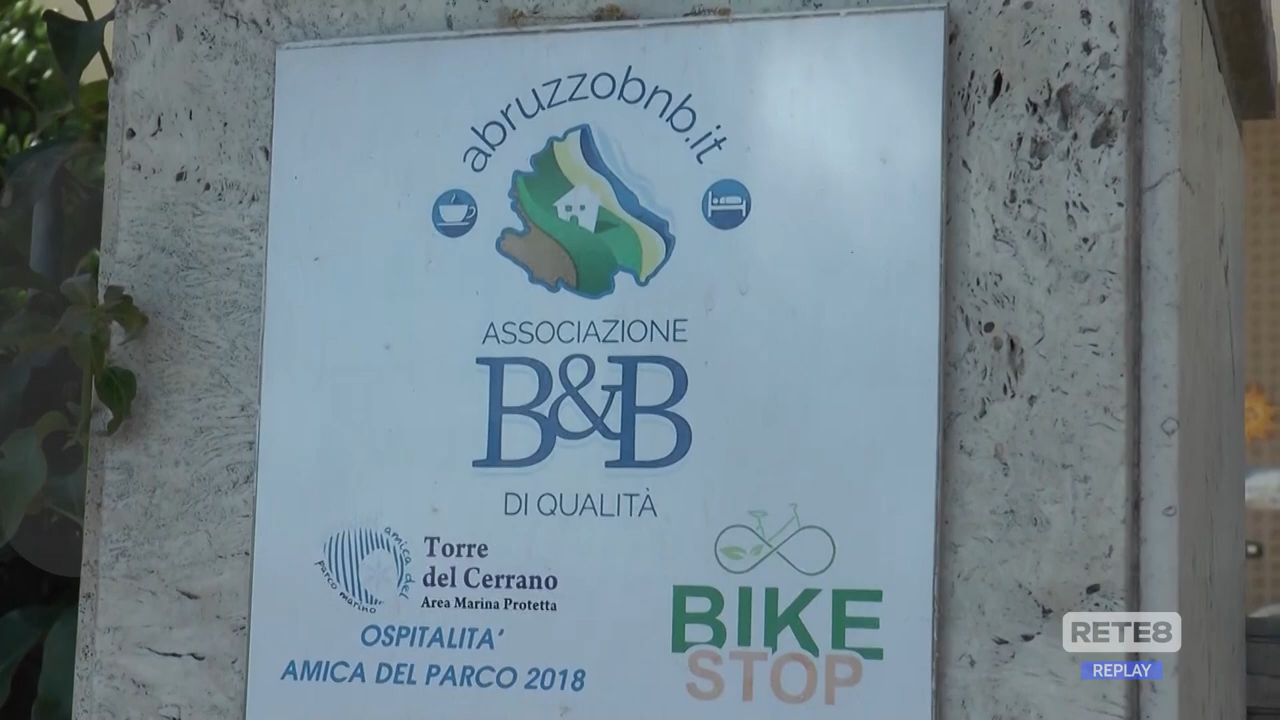 abruzzobnb.it
ASSOCIAZIONE
B&B
DI QUALITÀ
amica del
parco marino
Torre
del Cerrano
Area Marina Protetta
OSPITALITA'
AMICA DEL PARCO 2018
BIKE
STOP
RETE8
REPLAY